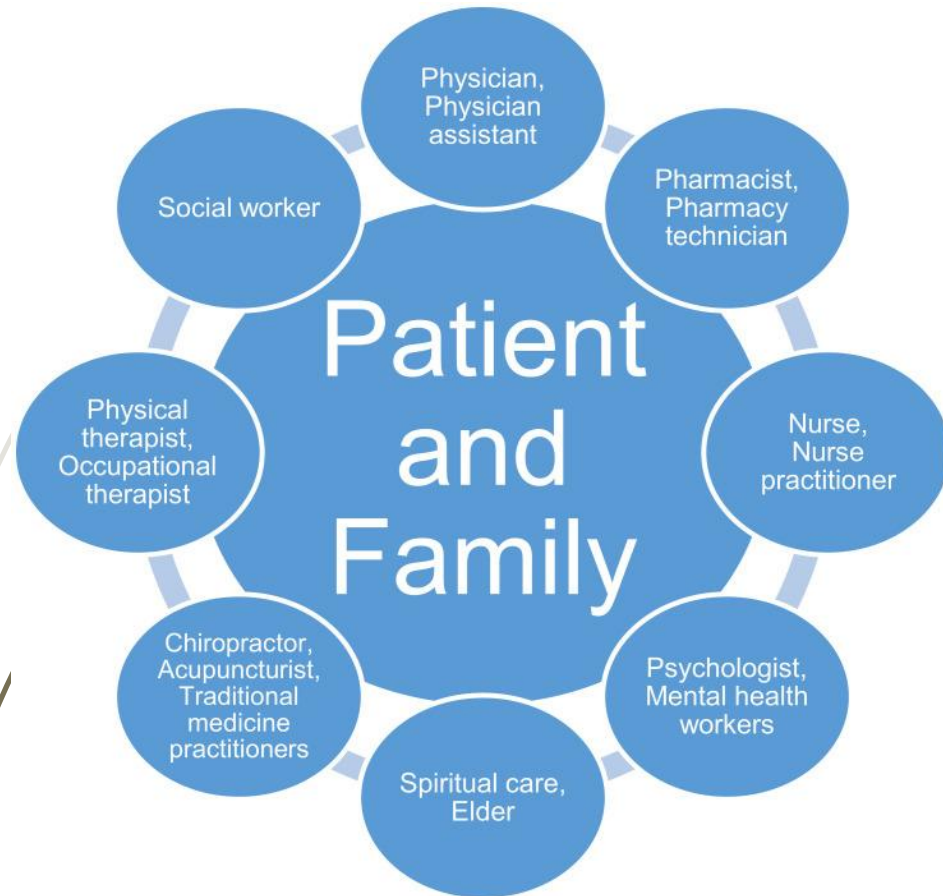 Physician,
Physician
assistant
Pharmacist,
Pharmacy
technician
Nurse,
Nurse
practitioner
Psychologist,
Mental health
workers
Spiritual care,
Elder
Chiropractor,
Acupuncturist,
Traditional
medicine
practitioners
Physical
therapist,
Occupational
therapist
Social worker
Patient
and
Family